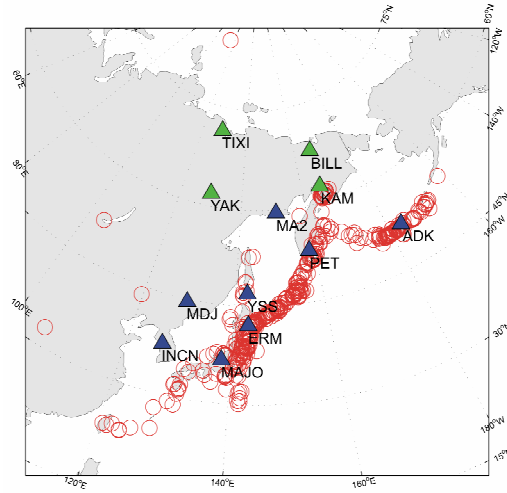 75°N
60°N
120°W
60°E
140°W
TIXI
BILL
80°E
YAK
KAM
45°N
160°W
MA2
ADK
PET
100°E
YSS
MDJ
ERM
30°N
INCN
MAJO
180°W
15°N
120°E
140°E
160°E